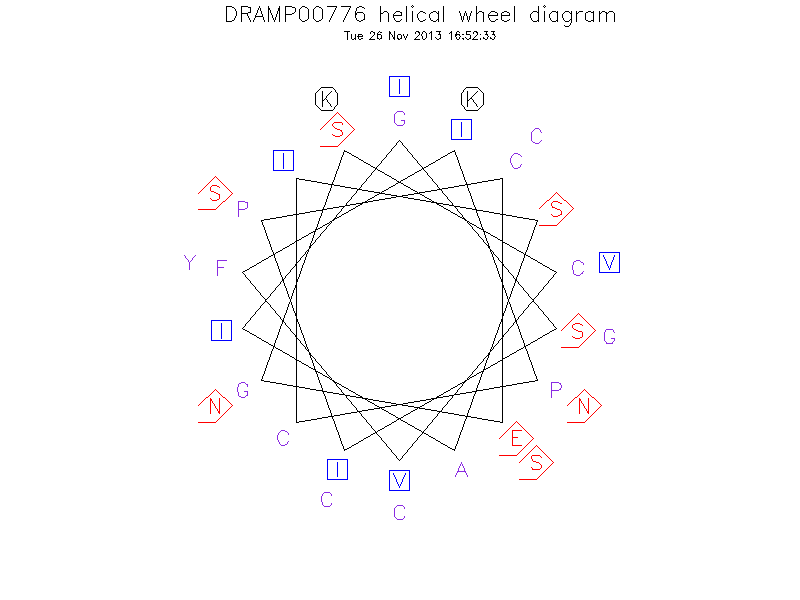 DRAMP00776 helical wheel diagram
Tue 26 Nov 2013 16:52:33
I
K K
G
S I
C
I C
S
P S
Y F C V
I S G
G P
N N
C E
S
I A
V
C
C